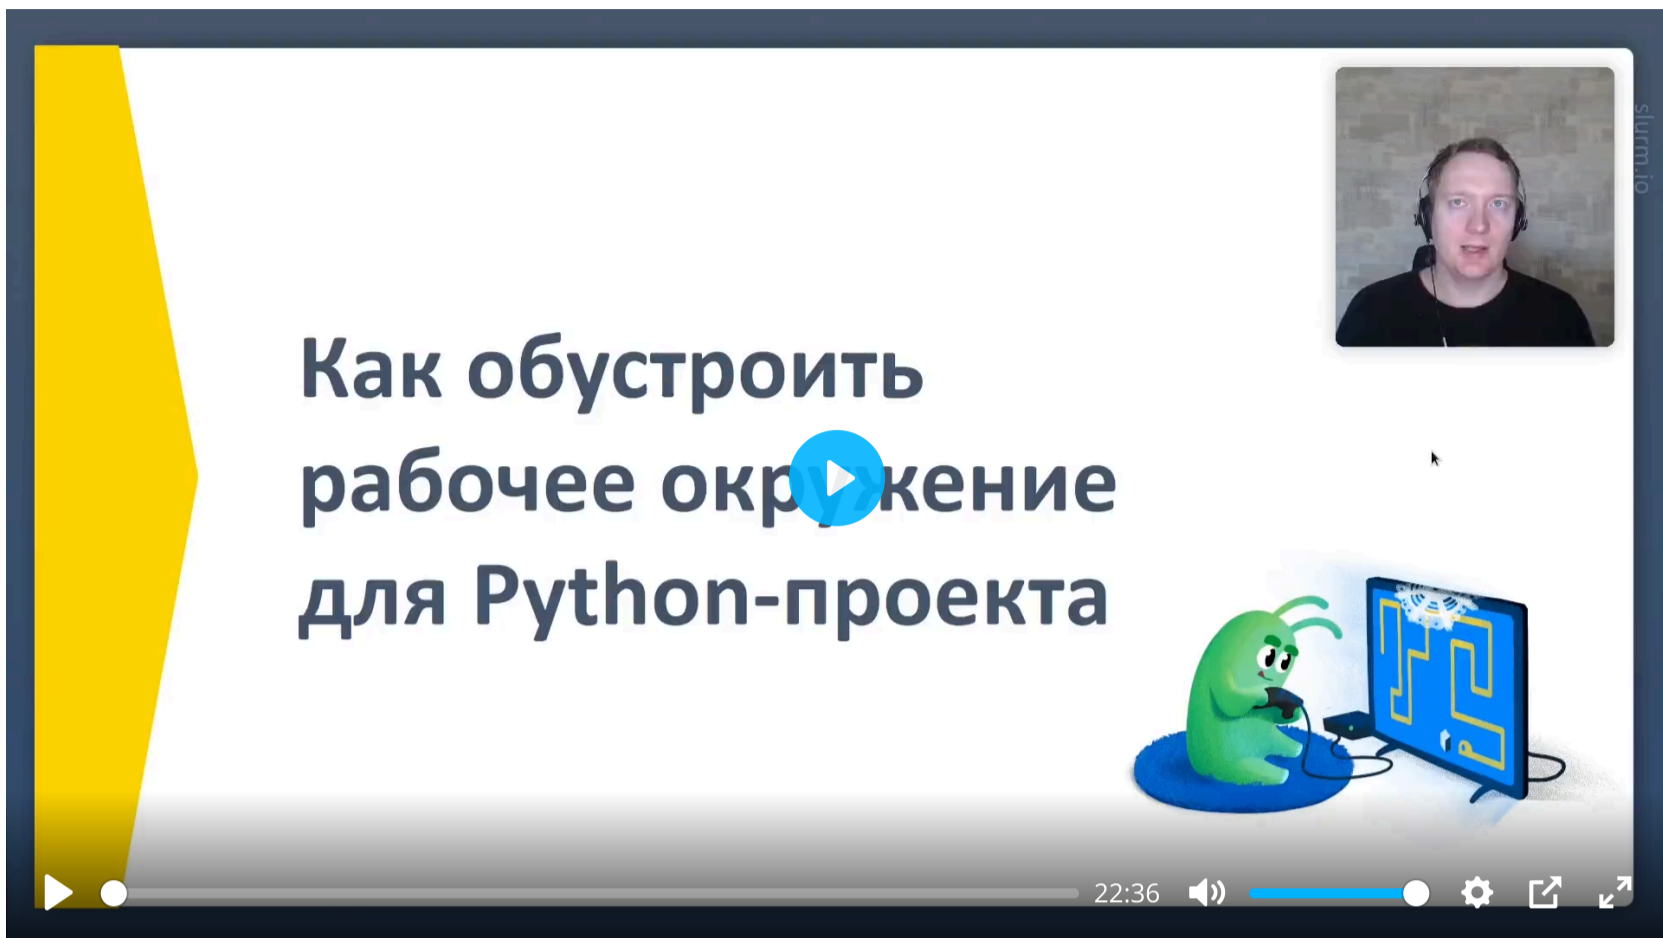 slurm.io
Как обустроить
рабочее окружение
для Python-проекта
22:36